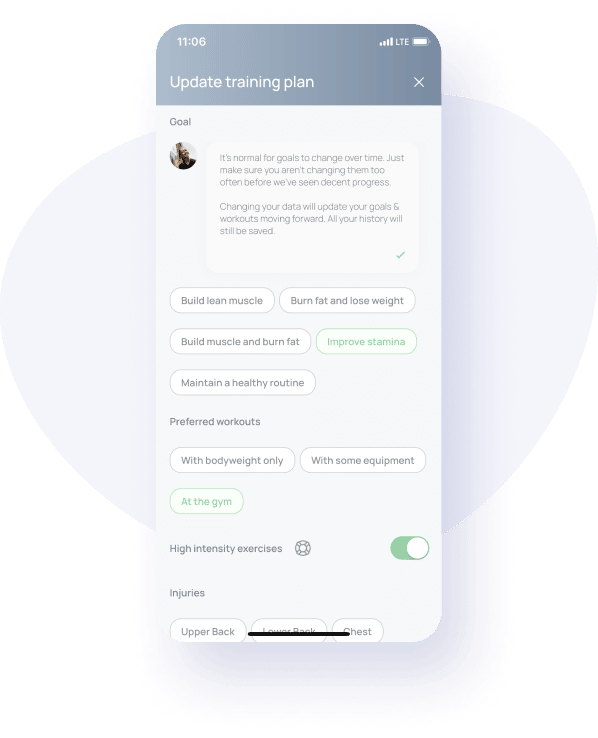 11:06 LTE
Update training plan
Goal
It's normal for goals to change over time. Just
make sure you aren't changing them too
often before we've seen decent progress.
Changing your data will update your goals &
workouts moving forward. All your history will
still be saved.
Build lean muscle Burn fat and lose weight
Build muscle and burn fat Improve stamina
Maintain a healthy routine
Preferred workouts
With bodyweight only With some equipment
At the gym
High intensity exercises
Injuries
Upper Back Lower Back Chest